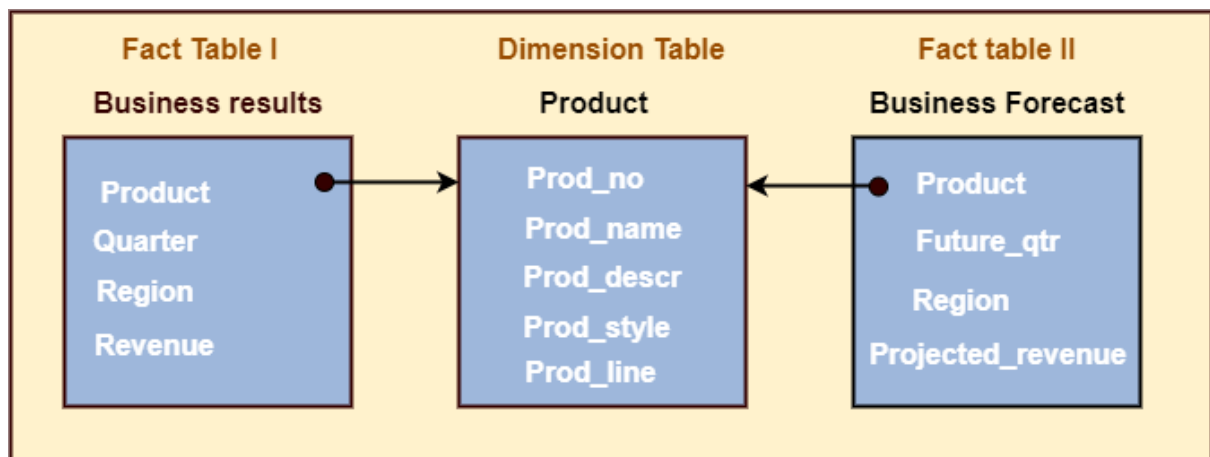 Fact Table I
Business results
Product
Quarter
Region
Revenue
Dimension Table
Product
Prod_no
Prod_name
Prod_descr
Prod_style
Prod_line
Fact table II
Business Forecast
Product
Future_qtr
Region
Projected_revenue